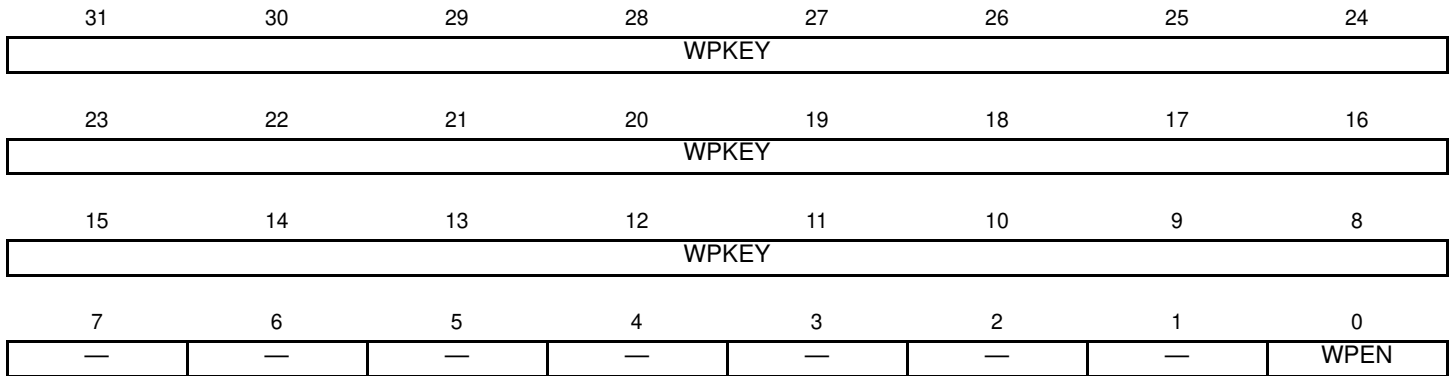 31 30 29 28 27 26 25 24
WPKEY
23 22 21 20 19 18 17 16
WPKEY
15 14 13 12 11 10 9 8
WPKEY
7 6 5 4 3 2 1 0
— — — — — — — WPEN